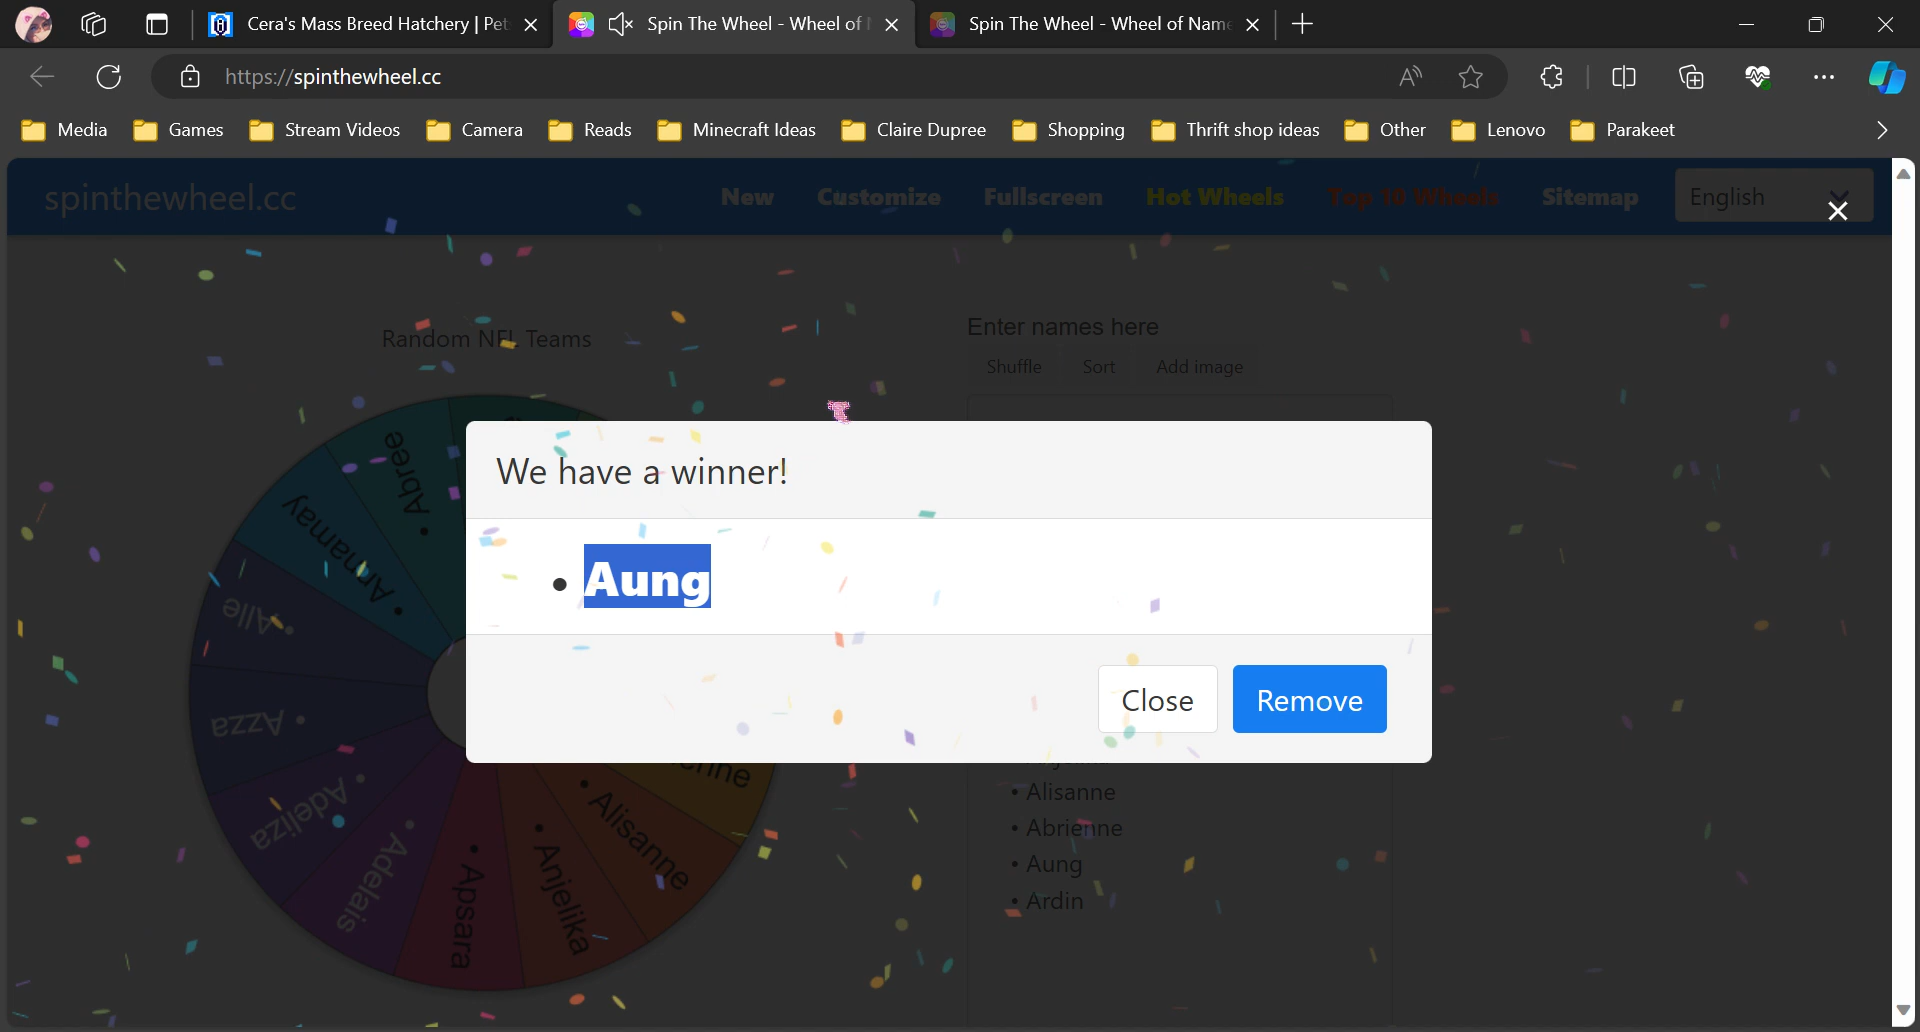 Cera's Mass Breed Hatchery | Pet
Spin The Wheel - Wheel of
Spin The Wheel - Wheel of Name
https://spinthewheel.cc
Media
Games
Stream Videos
Camera
Reads
Minecraft Ideas
Claire Dupree
Shopping
Thrift shop ideas
Other
Lenovo
Parakeet
spinthewheel.cc
New
Customize
Fullscreen
Hot Wheels
Top 10 Wheels
Sitemap
English
Random NFL Teams
Enter names here
Shuffle
Sort
Add image
We have a winner!
• Aung
Close
Remove
• Abree
• Annamay
• Alle
• Azza
• Adeliza
• Adelais
• Apsara
• Anjelika
• Alisanne
• Alisanne
• Abrienne
• Aung
• Ardin